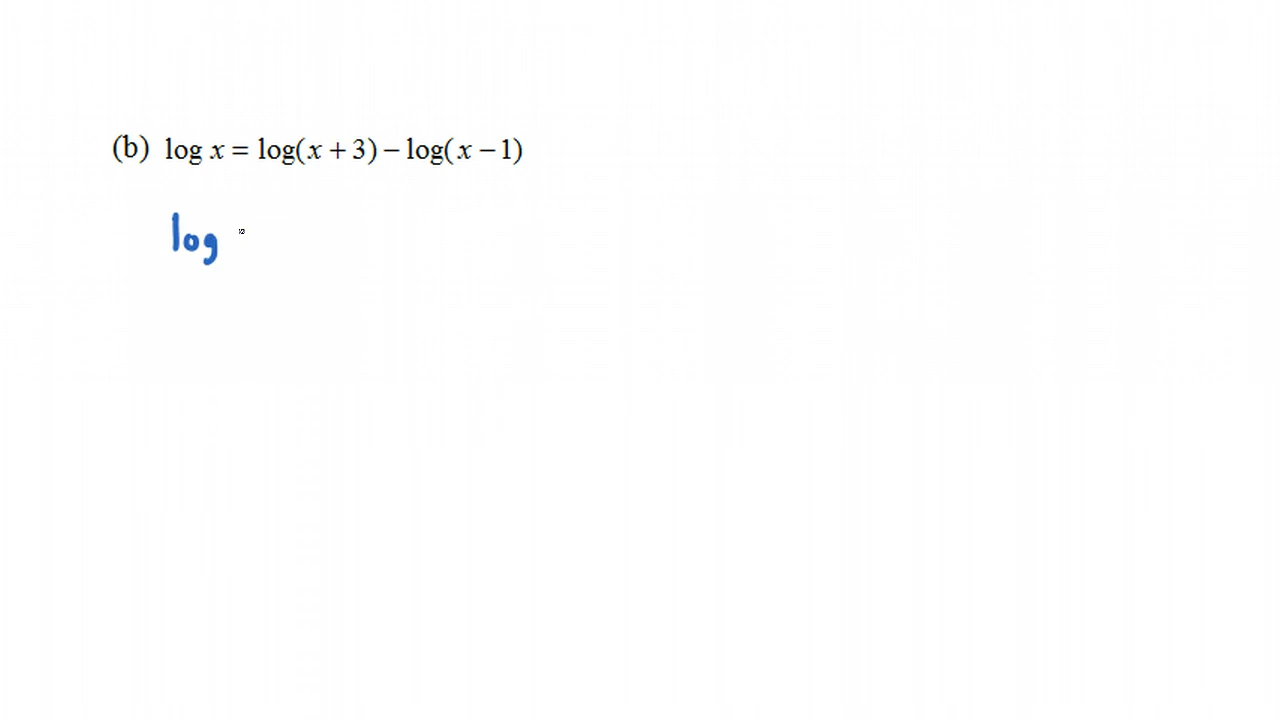 (b) log x = log(x + 3) − log(x − 1)
log